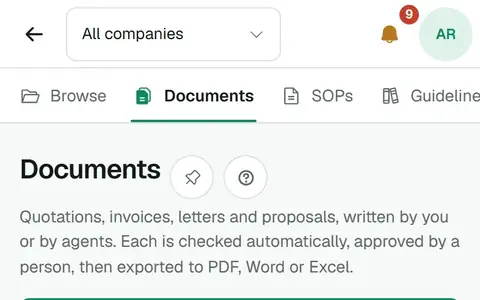 All companies
9
AR
Browse
Documents
SOPs
Guideline
Documents
Quotations, invoices, letters and proposals, written by you
or by agents. Each is checked automatically, approved by a
person, then exported to PDF, Word or Excel.